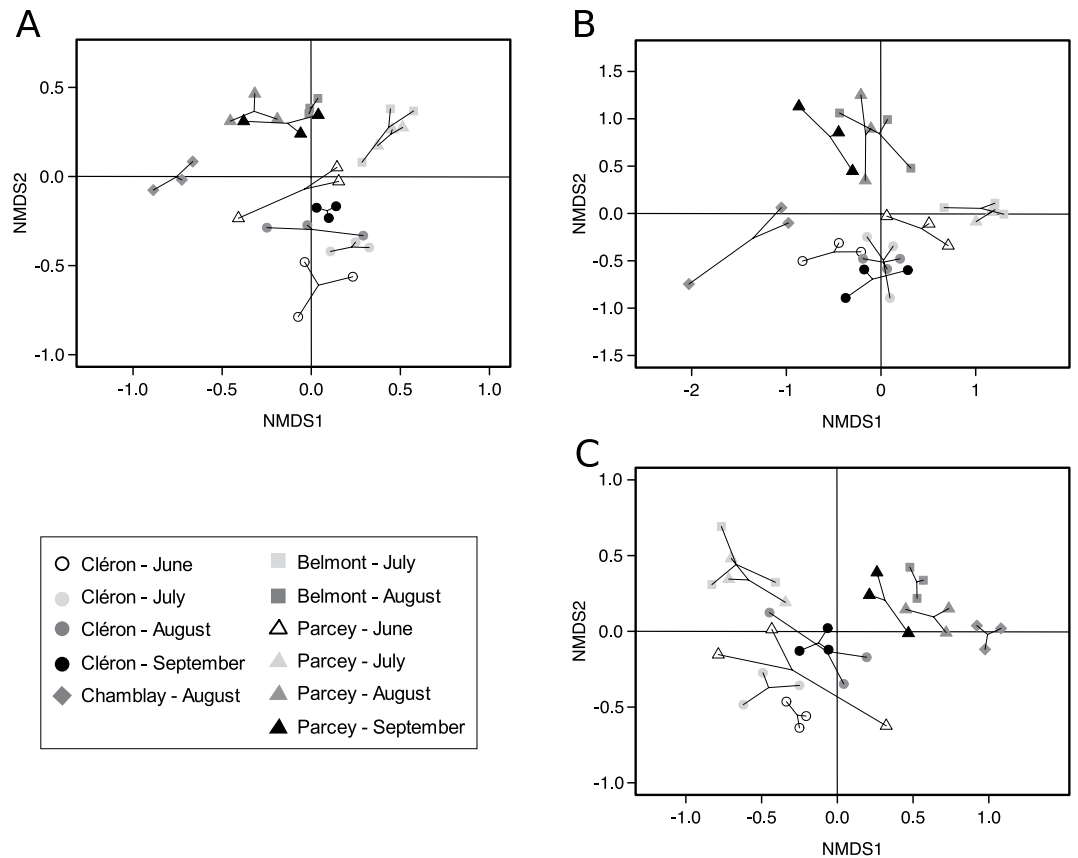 A
NMDS2
0.5
0.0
-0.5
-1.0
-1.0
-0.5
0.0
0.5
1.0
NMDS1
B
NMDS2
1.5
1.0
0.5
0.0
-0.5
-1.0
-1.5
-2
-1
0
1
NMDS1
Cléron - June
Cléron - July
Cléron - August
Cléron - September
Chamblay - August
Belmont - July
Belmont - August
Parcey - June
Parcey - July
Parcey - August
Parcey - September
C
NMDS2
1.0
0.5
0.0
-0.5
-1.0
-1.0
-0.5
0.0
0.5
1.0
NMDS1